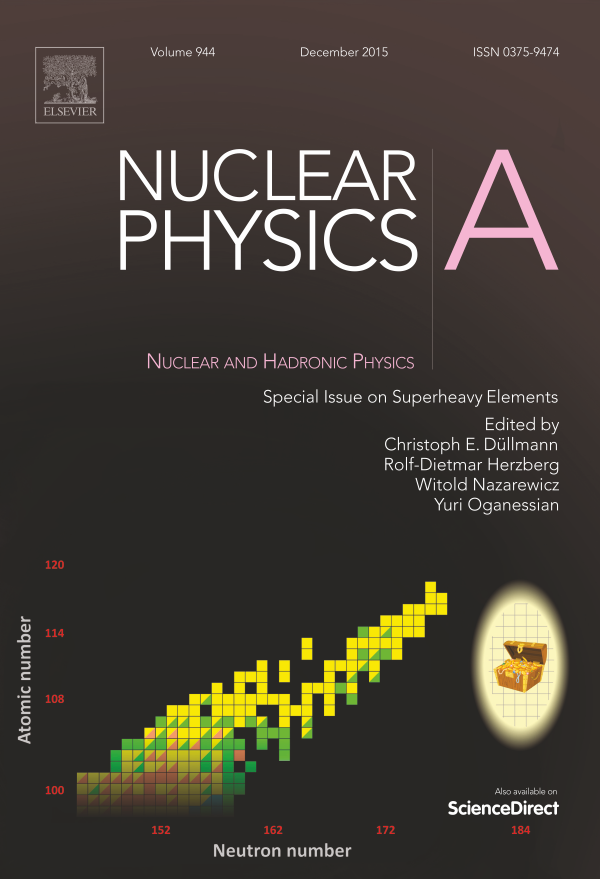 Volume 944
December 2015
ISSN 0375-9474
ELSEVIER
NUCLEAR
PHYSICS
A
NUCLEAR AND HADRONIC PHYSICS
Special Issue on Superheavy Elements
Edited by
Christoph E. Düllmann
Rolf-Dietmar Herzberg
Witold Nazarewicz
Yuri Oganessian
120
114
108
100
Atomic number
152
162
172
184
Neutron number
Also available on
ScienceDirect